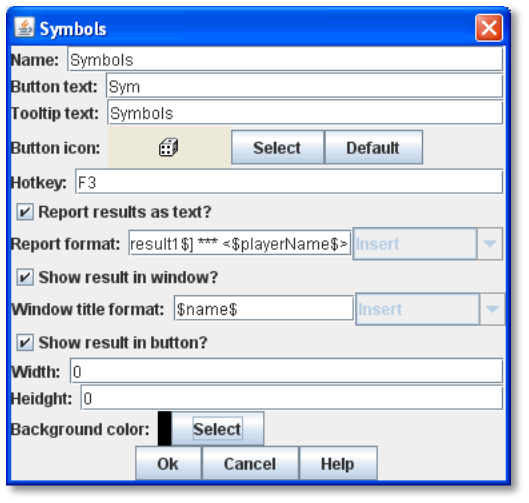 Symbols
Name: Symbols
Button text: Sym
Tooltip text: Symbols
Button icon: Select Default
Hotkey: F3
Report results as text?
Report format: result1$] *** <$playerName$> Insert
Show result in window?
Window title format: $name$ Insert
Show result in button?
Width: 0
Heidght: 0
Background color: Select
Ok Cancel Help